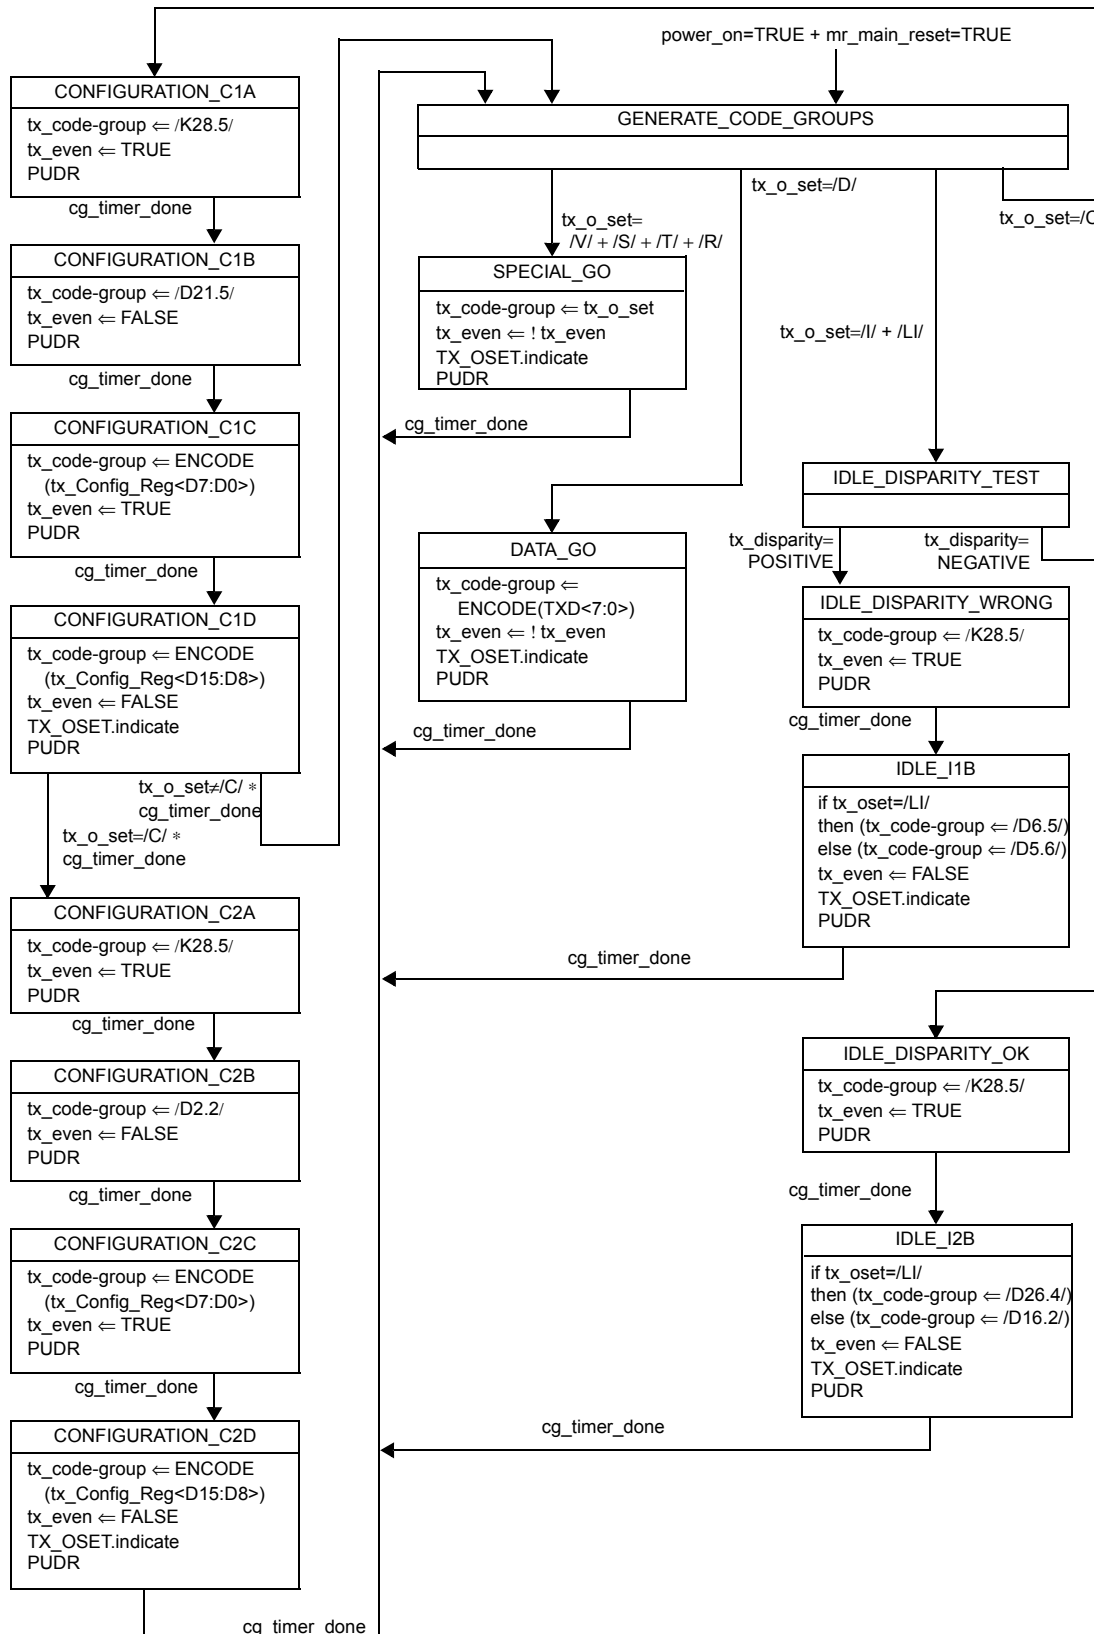 power_on=TRUE + mr_main_reset=TRUE
CONFIGURATION_C1A
tx_code-group ⇐ /K28.5/
tx_even ⇐ TRUE
PUDR
cg_timer_done
CONFIGURATION_C1B
tx_code-group ⇐ /D21.5/
tx_even ⇐ FALSE
PUDR
cg_timer_done
CONFIGURATION_C1C
tx_code-group ⇐ ENCODE
(tx_Config_Reg<D7:D0>)
tx_even ⇐ TRUE
PUDR
cg_timer_done
CONFIGURATION_C1D
tx_code-group ⇐ ENCODE
(tx_Config_Reg<D15:D8>)
tx_even ⇐ FALSE
TX_OSET.indicate
PUDR
tx_o_set≠/C/ *
cg_timer_done
tx_o_set=/C/ *
cg_timer_done
CONFIGURATION_C2A
tx_code-group ⇐ /K28.5/
tx_even ⇐ TRUE
PUDR
cg_timer_done
CONFIGURATION_C2B
tx_code-group ⇐ /D2.2/
tx_even ⇐ FALSE
PUDR
cg_timer_done
CONFIGURATION_C2C
tx_code-group ⇐ ENCODE
(tx_Config_Reg<D7:D0>)
tx_even ⇐ TRUE
PUDR
cg_timer_done
CONFIGURATION_C2D
tx_code-group ⇐ ENCODE
(tx_Config_Reg<D15:D8>)
tx_even ⇐ FALSE
TX_OSET.indicate
PUDR
cg_timer_done
GENERATE_CODE_GROUPS
tx_o_set=
/V/ + /S/ + /T/ + /R/
tx_o_set=/D/
tx_o_set=/I/ + /LI/
tx_o_set=/C
SPECIAL_GO
tx_code-group ⇐ tx_o_set
tx_even ⇐ ! tx_even
TX_OSET.indicate
PUDR
cg_timer_done
DATA_GO
tx_code-group ⇐
ENCODE(TXD<7:0>)
tx_even ⇐ ! tx_even
TX_OSET.indicate
PUDR
cg_timer_done
IDLE_DISPARITY_TEST
tx_disparity=
POSITIVE
tx_disparity=
NEGATIVE
IDLE_DISPARITY_WRONG
tx_code-group ⇐ /K28.5/
tx_even ⇐ TRUE
PUDR
cg_timer_done
IDLE_I1B
if tx_oset=/LI/
then (tx_code-group ⇐ /D6.5/)
else (tx_code-group ⇐ /D5.6/)
tx_even ⇐ FALSE
TX_OSET.indicate
PUDR
cg_timer_done
IDLE_DISPARITY_OK
tx_code-group ⇐ /K28.5/
tx_even ⇐ TRUE
PUDR
cg_timer_done
IDLE_I2B
if tx_oset=/LI/
then (tx_code-group ⇐ /D26.4/)
else (tx_code-group ⇐ /D16.2/)
tx_even ⇐ FALSE
TX_OSET.indicate
PUDR
cg_timer_done